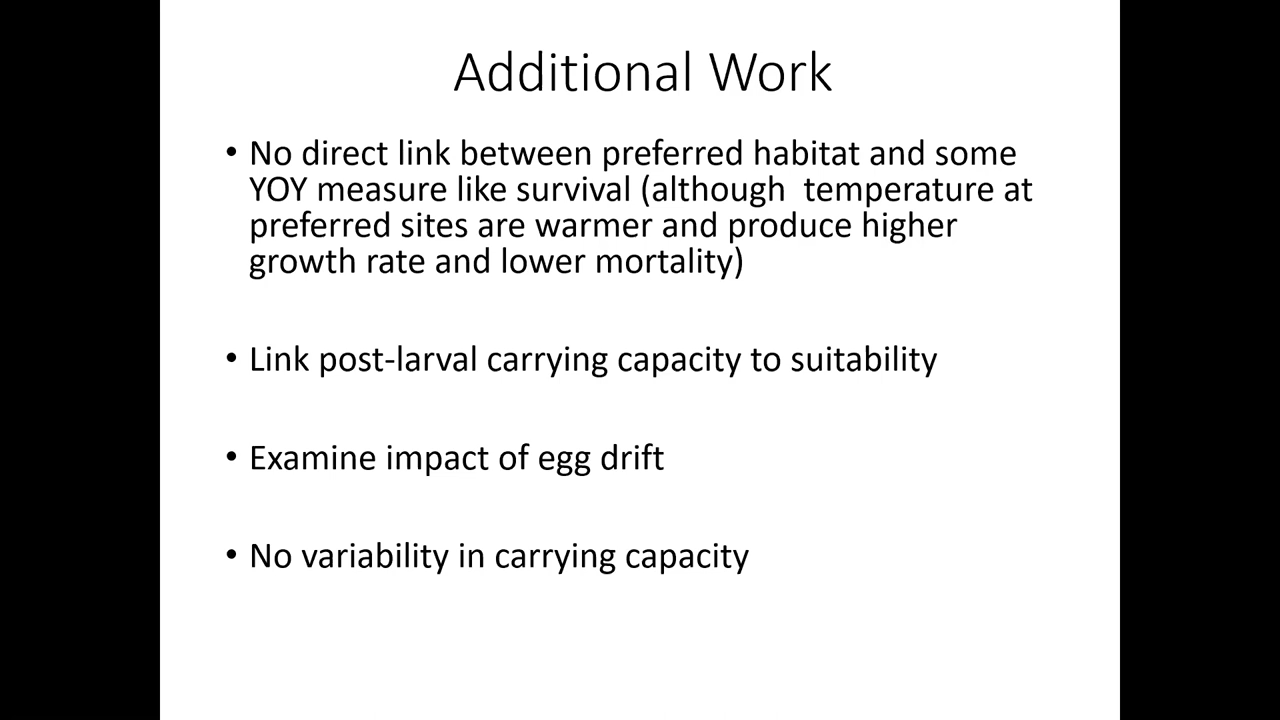 Additional Work
• No direct link between preferred habitat and some
YOY measure like survival (although  temperature at
preferred sites are warmer and produce higher
growth rate and lower mortality)
• Link post-larval carrying capacity to suitability
• Examine impact of egg drift
• No variability in carrying capacity